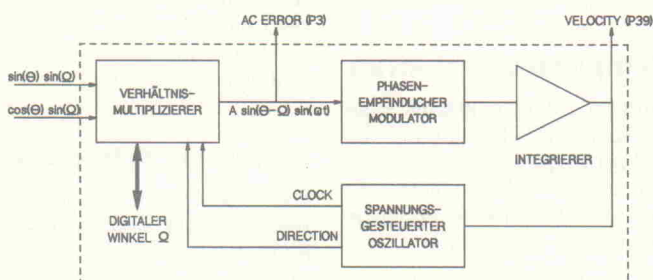 AC ERROR (P3)
VELOCITY (P39)
sin(Θ) sin(Ω)
cos(Θ) sin(Ω)
VERHÄLTNIS-
MULTIPLIZIERER
A sin(Θ-Ω) sin(ωt)
PHASEN-
EMPFINDLICHER
MODULATOR
INTEGRIERER
CLOCK
DIRECTION
SPANNUNGS-
GESTEUERTER
OSZILLATOR
DIGITALER
WINKEL Ω